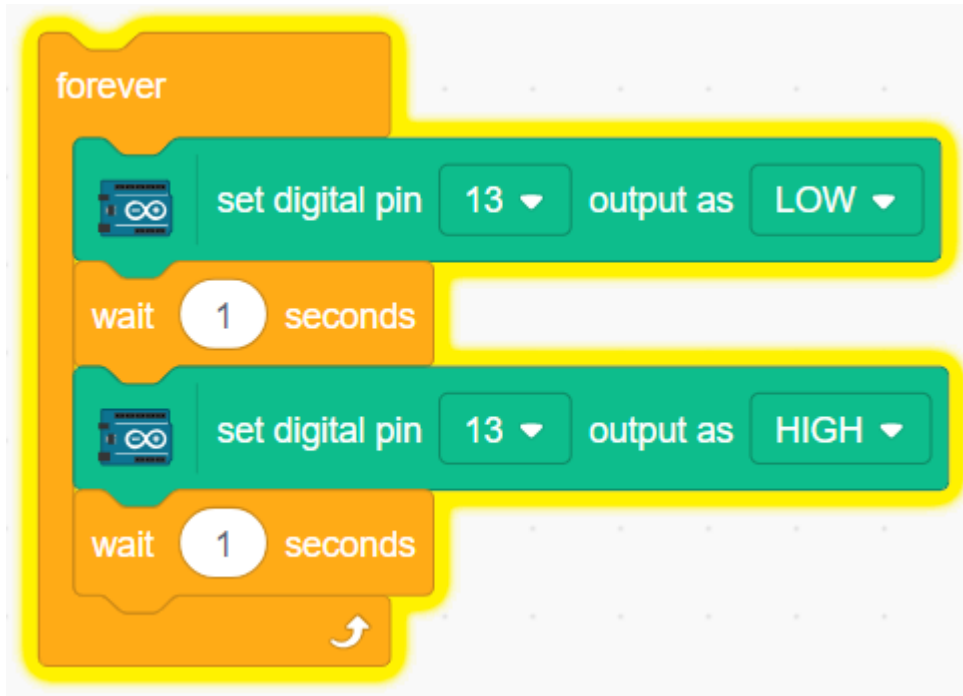 forever
set digital pin 13 output as LOW
wait 1 seconds
set digital pin 13 output as HIGH
wait 1 seconds